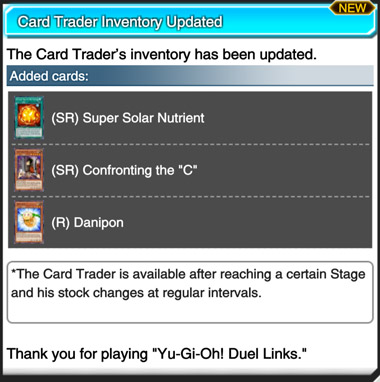 NEW
Card Trader Inventory Updated
The Card Trader's inventory has been updated.
Added cards:
(SR) Super Solar Nutrient
(SR) Confronting the "C"
(R) Danipon
*The Card Trader is available after reaching a certain Stage
and his stock changes at regular intervals.
Thank you for playing "Yu-Gi-Oh! Duel Links."